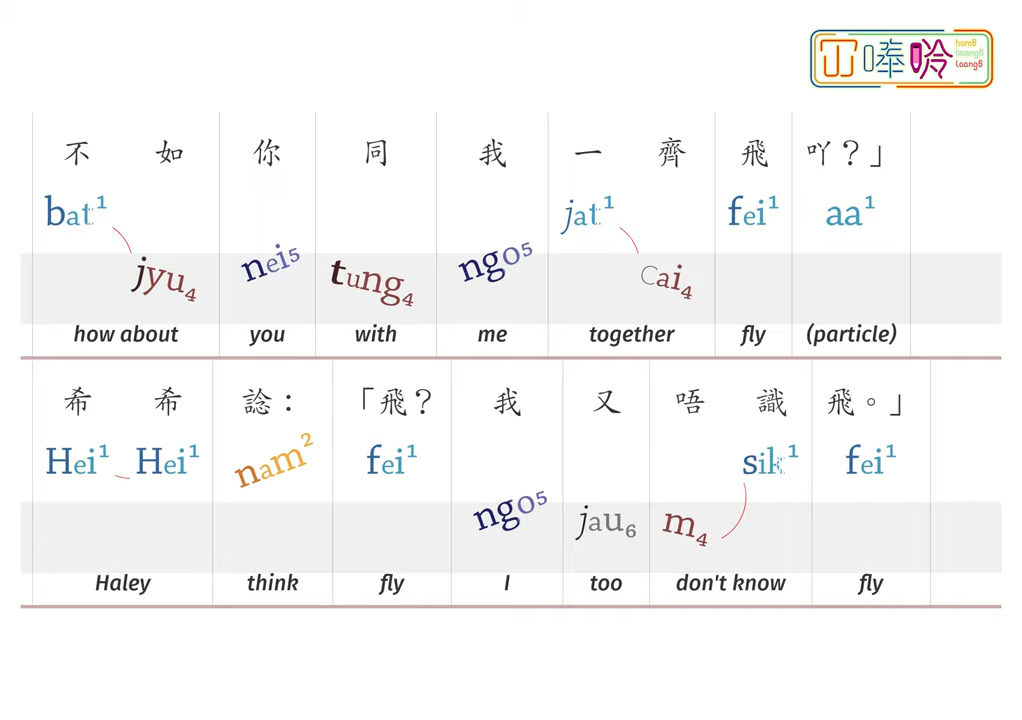 冚唪唥 ham6 baang6 laang6
不 如 你 同 我 一 齊 飛 吖？」
bat¹ jyu₄ nei₅ tung₄ ngo₅ jat¹ cai₄ fei¹ aa¹
how about you with me together fly (particle)
希 希 諗： 「飛？ 我 又 唔 識 飛。」
Hei¹ Hei¹ nam² fei¹ ngo₅ jau₆ m₄ sik¹ fei¹
Haley think fly I too don't know fly